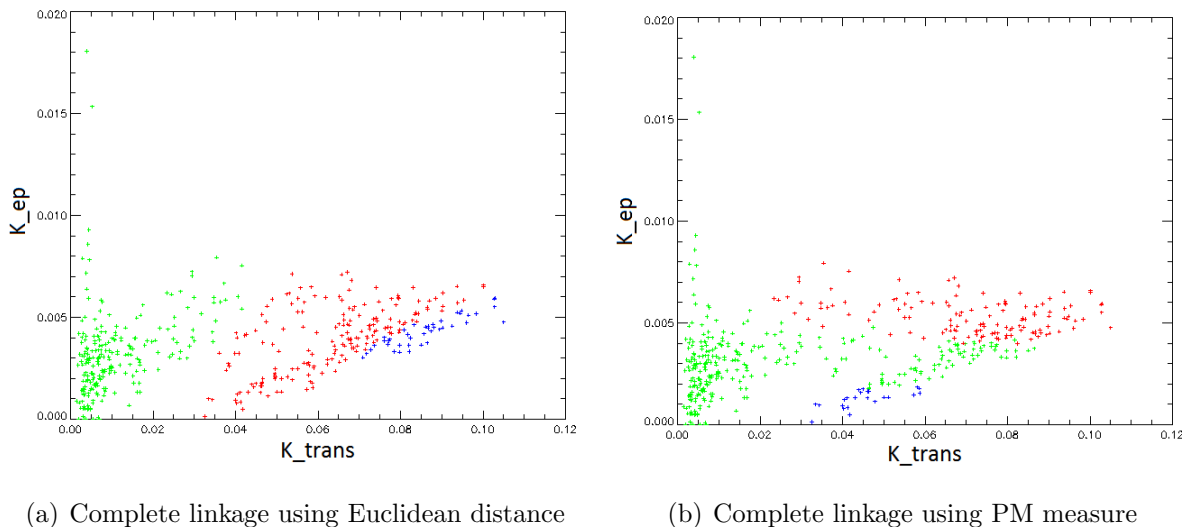 0.020
0.015
0.010
0.005
0.000
K_ep
0.00 0.02 0.04 0.06 0.08 0.10 0.12
K_trans
(a) Complete linkage using Euclidean distance
0.020
0.015
0.010
0.005
0.000
K_ep
0.00 0.02 0.04 0.06 0.08 0.10 0.12
K_trans
(b) Complete linkage using PM measure